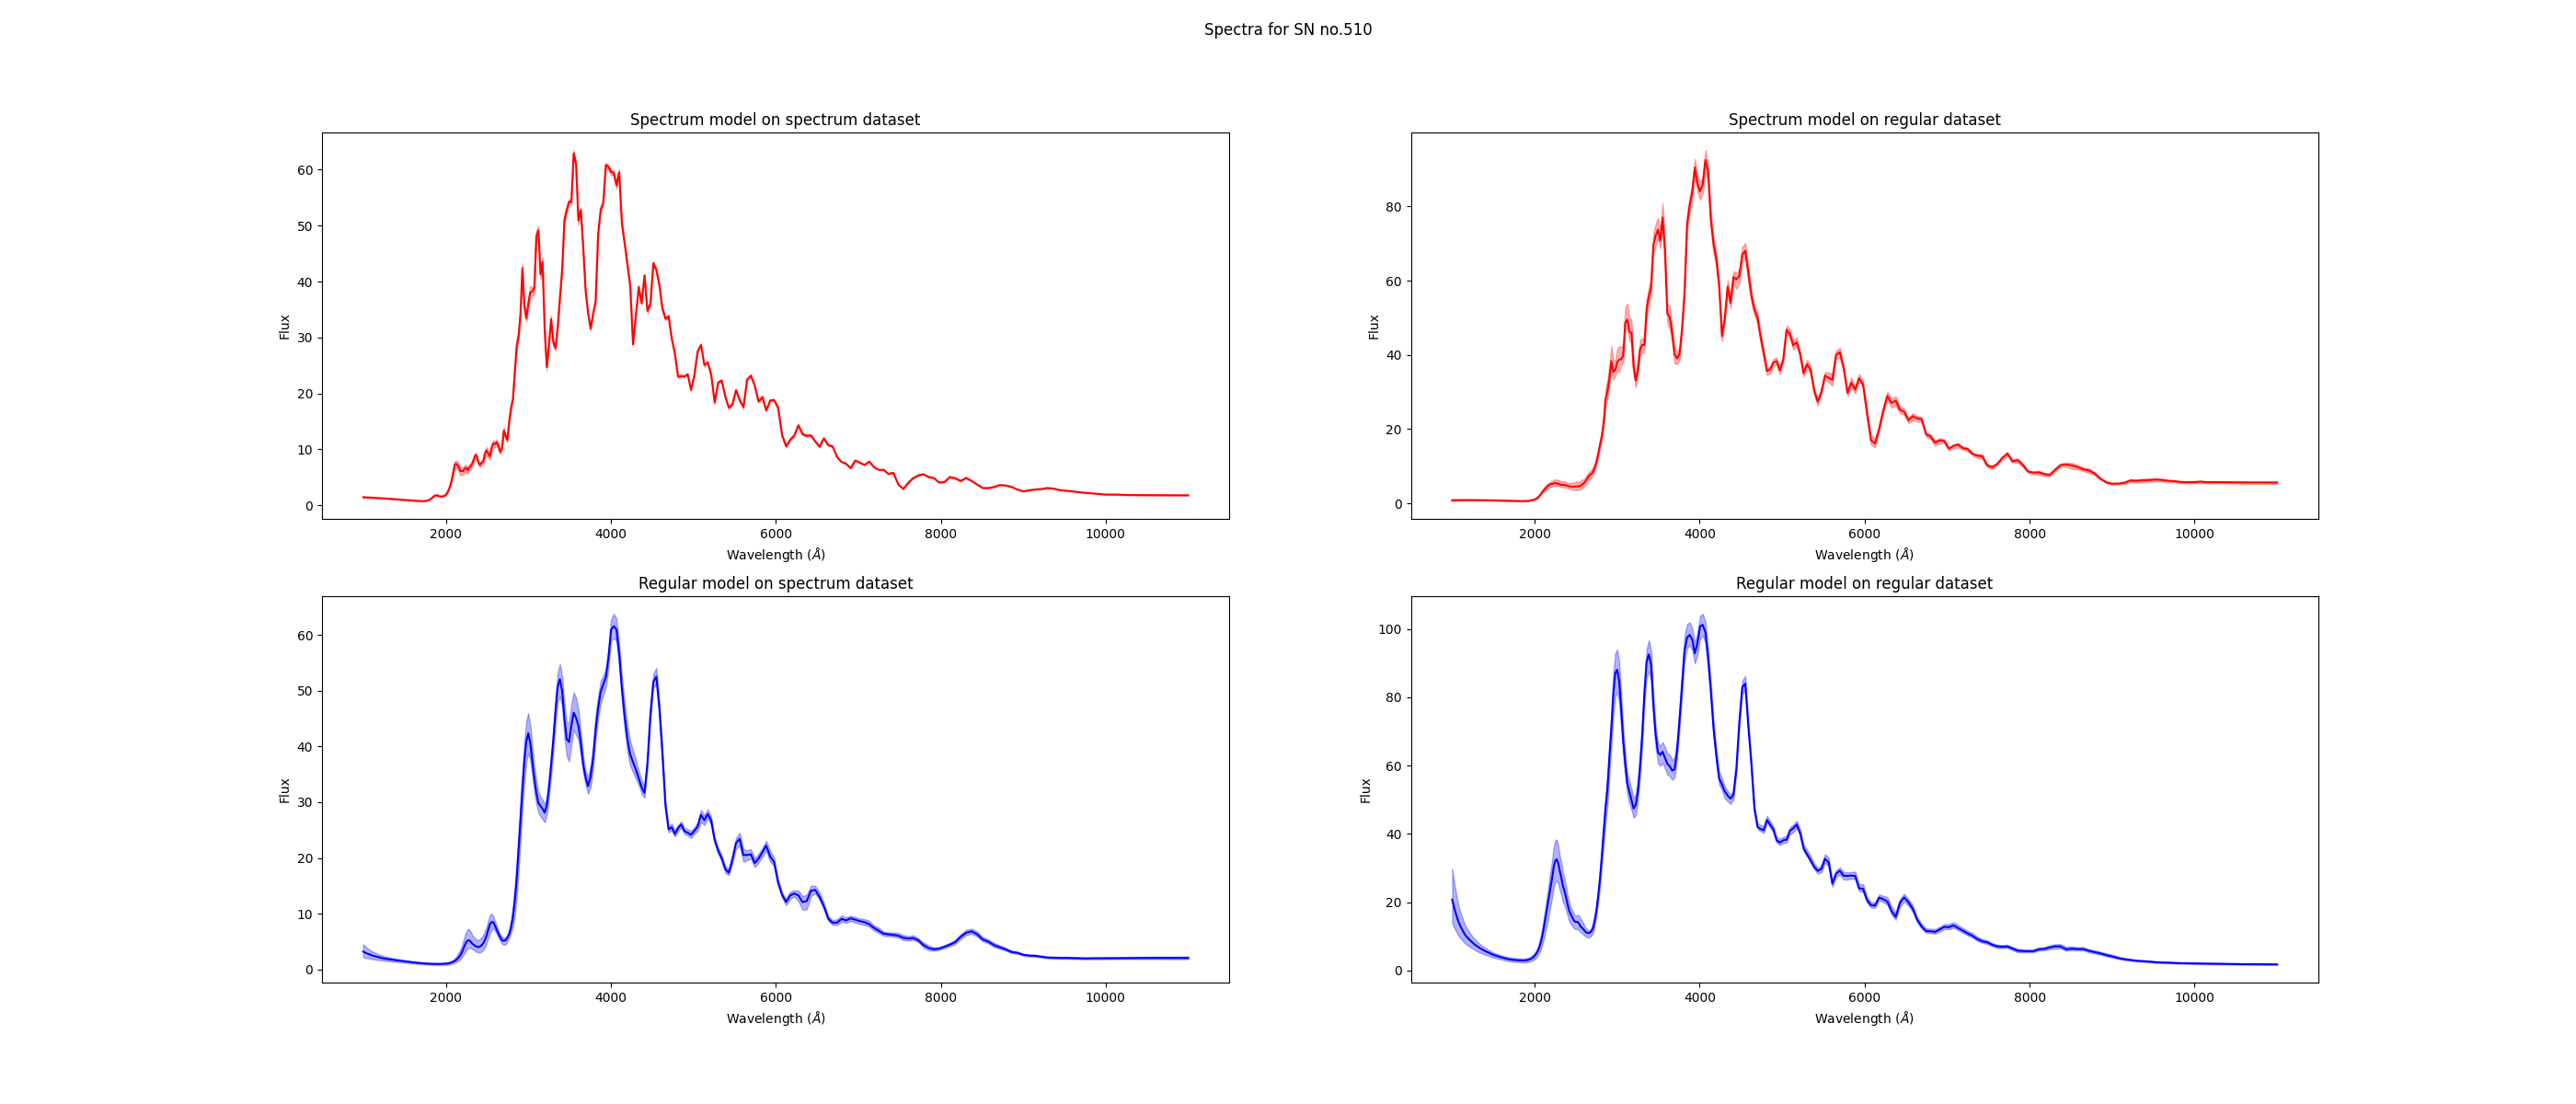 Spectra for SN no.510
Spectrum model on spectrum dataset
60
50
40
30
20
10
0
Flux
2000 4000 6000 8000 10000
Wavelength (Å)
Spectrum model on regular dataset
80
60
40
20
0
Flux
2000 4000 6000 8000 10000
Wavelength (Å)
Regular model on spectrum dataset
60
50
40
30
20
10
0
Flux
2000 4000 6000 8000 10000
Wavelength (Å)
Regular model on regular dataset
100
80
60
40
20
0
Flux
2000 4000 6000 8000 10000
Wavelength (Å)